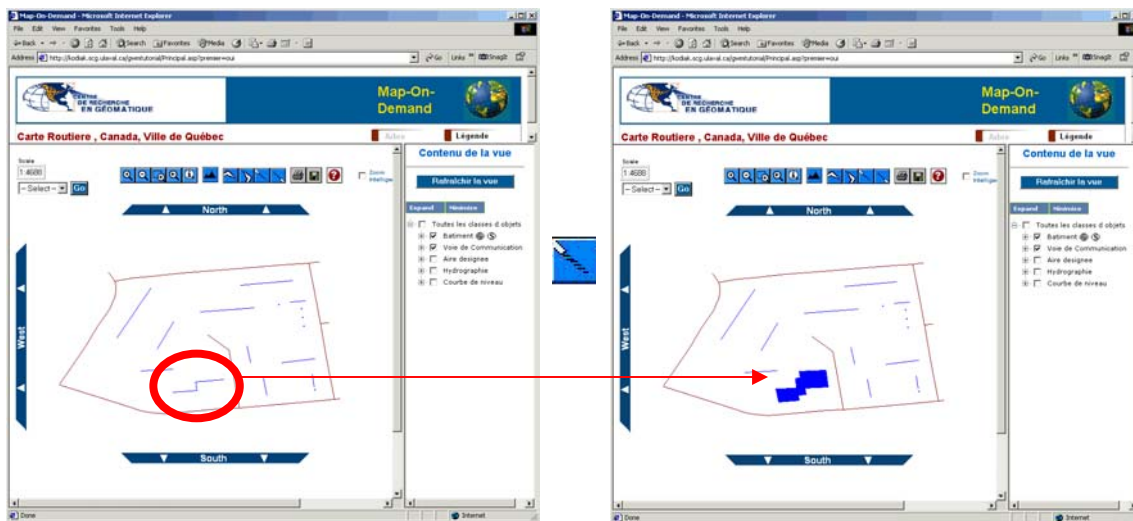 Map-On-Demand - Microsoft Internet Explorer
File Edit View Favorites Tools Help
Back Search Favorites Media
Address http://kodiak.scg.ulaval.ca/gventutorial/Principal.asp?premier=oui Go Links SnagIt
CENTRE
DE RECHERCHE
EN GÉOMATIQUE
Map-On-
Demand
Carte Routiere , Canada, Ville de Québec
Arbre Légende
Scale
1:4688
-- Select -- Go
Zoom
Intelligent
North
West
South
Contenu de la vue
Rafraîchir la vue
Expand Minimize
Toutes les classes d objets
Batiment
Voie de Communication
Aire designee
Hydrographie
Courbe de niveau
Done Internet
Map-On-Demand - Microsoft Internet Explorer
File Edit View Favorites Tools Help
Back Search Favorites Media
Address http://kodiak.scg.ulaval.ca/gventutorial/Principal.asp?premier=oui Go Links SnagIt
CENTRE
DE RECHERCHE
EN GÉOMATIQUE
Map-On-
Demand
Carte Routiere , Canada, Ville de Québec
Arbre Légende
Scale
1:4688
-- Select -- Go
Zoom
North
West
South
Contenu de la vue
Rafraîchir la vue
Expand Minimize
Toutes les classes d objets
Batiment
Voie de Communication
Aire designee
Hydrographie
Courbe de niveau
Done Internet